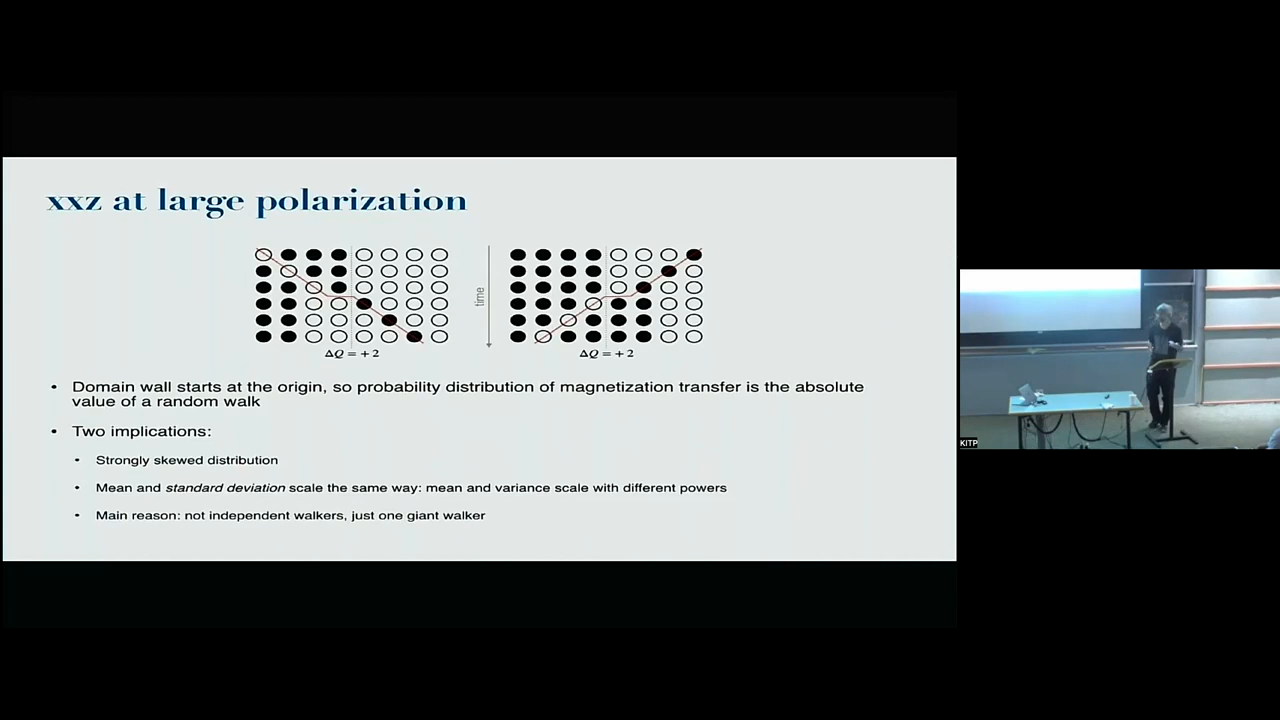 xxz at large polarization
time
ΔQ = +2
ΔQ = +2
• Domain wall starts at the origin, so probability distribution of magnetization transfer is the absolute
value of a random walk
• Two implications:
• Strongly skewed distribution
• Mean and standard deviation scale the same way: mean and variance scale with different powers
• Main reason: not independent walkers, just one giant walker
KITP